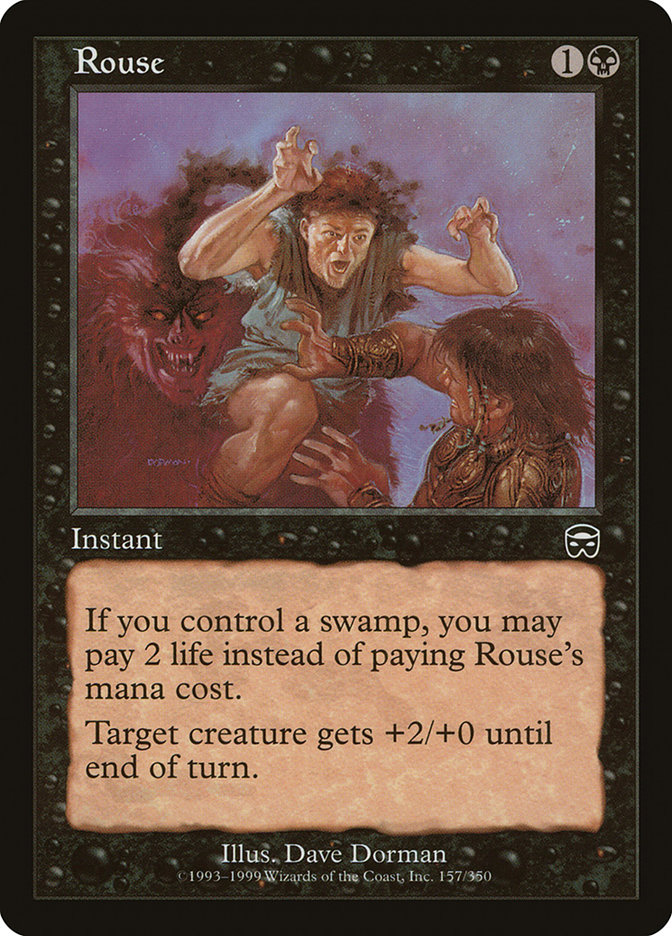 Rouse 1
Instant
If you control a swamp, you may
pay 2 life instead of paying Rouse's
mana cost.
Target creature gets +2/+0 until
end of turn.
Illus. Dave Dorman
©1993–1999 Wizards of the Coast, Inc. 157/350